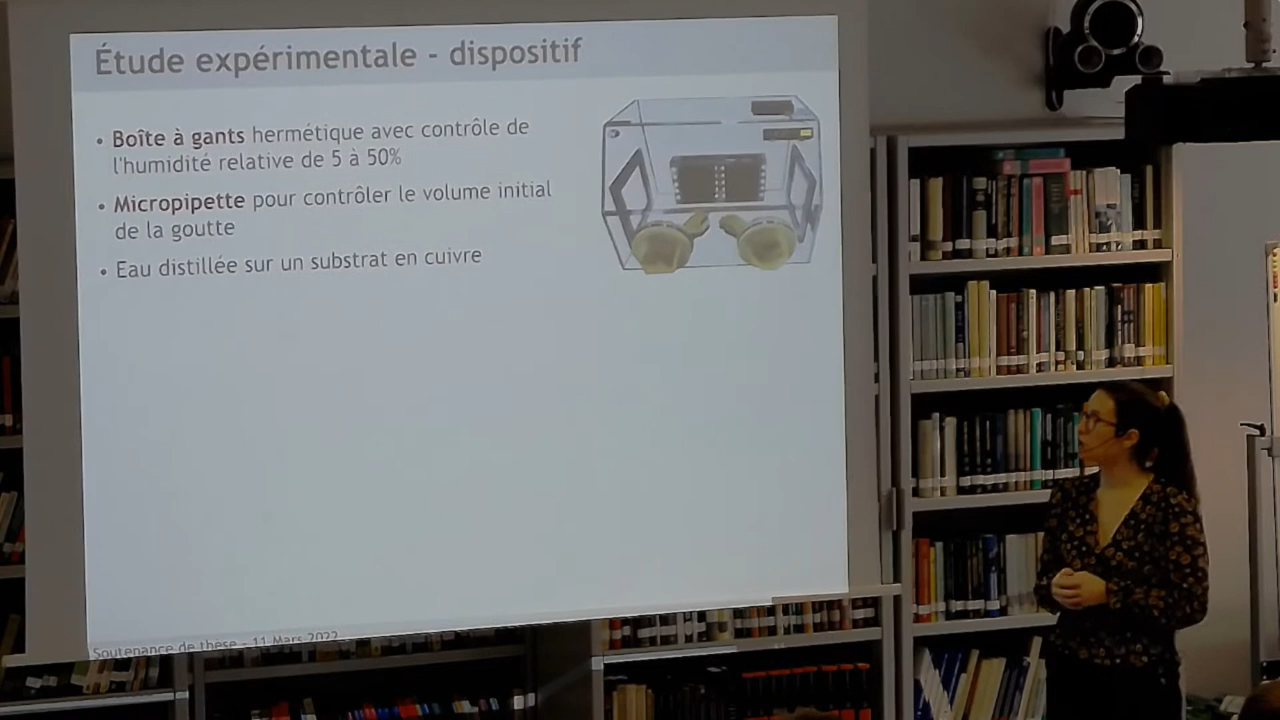 Étude expérimentale - dispositif
• Boîte à gants hermétique avec contrôle de
l'humidité relative de 5 à 50%
• Micropipette pour contrôler le volume initial
de la goutte
• Eau distillée sur un substrat en cuivre
Soutenance de thèse - 11 Mars 2022